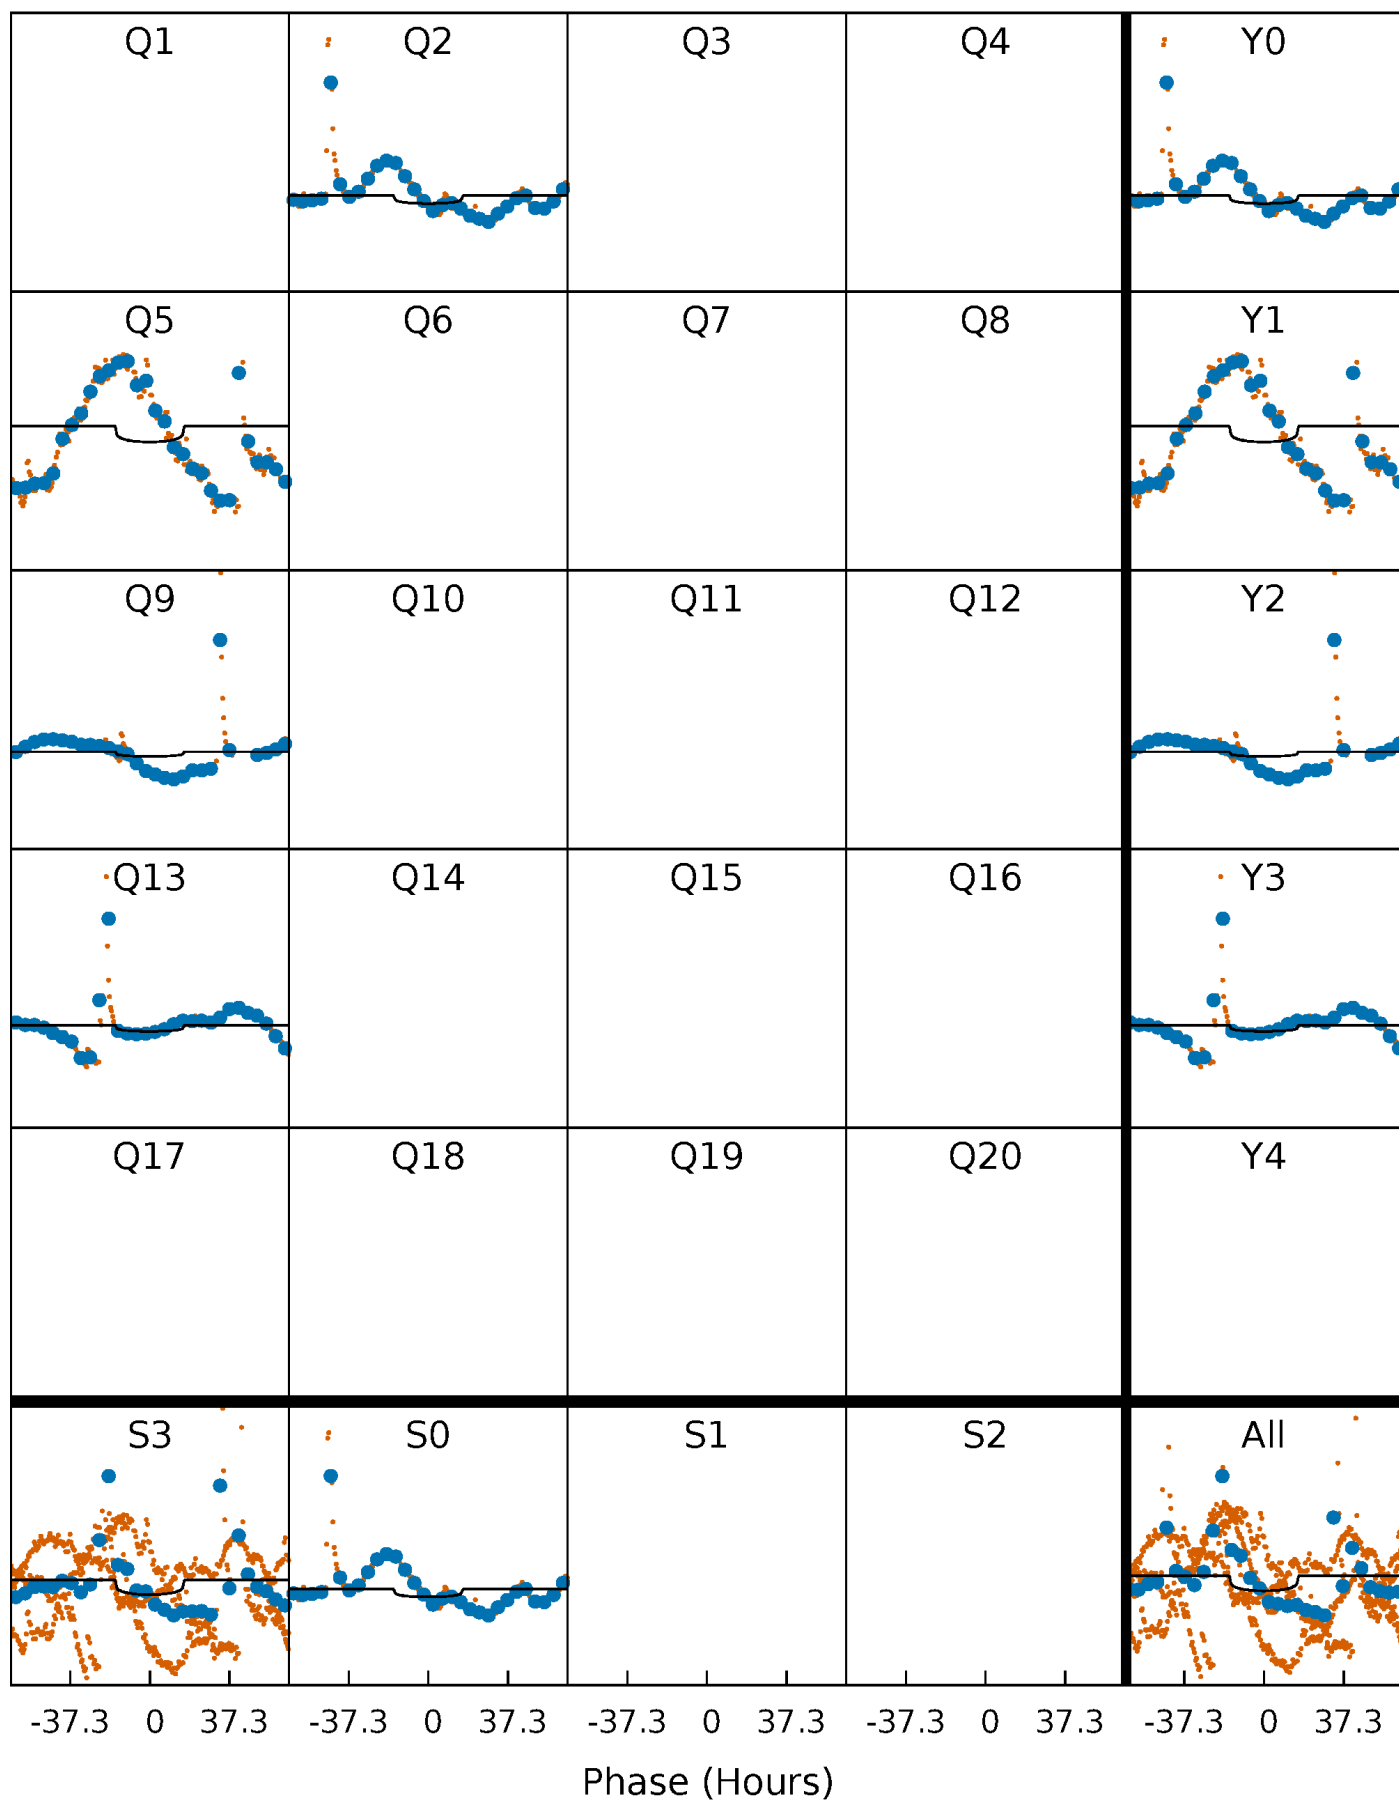 Q1 Q2 Q3 Q4 Y0
Q5 Q6 Q7 Q8 Y1
Q9 Q10 Q11 Q12 Y2
Q13 Q14 Q15 Q16 Y3
Q17 Q18 Q19 Q20 Y4
S3 S0 S1 S2 All
-37.3 0 37.3 -37.3 0 37.3 -37.3 0 37.3 -37.3 0 37.3 -37.3 0 37.3
Phase (Hours)